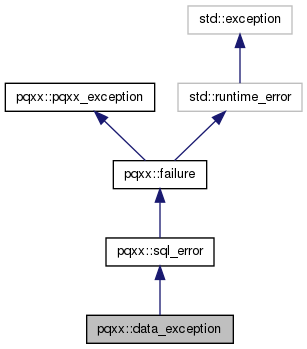 std::exception
pqxx::pqxx_exception
std::runtime_error
pqxx::failure
pqxx::sql_error
pqxx::data_exception